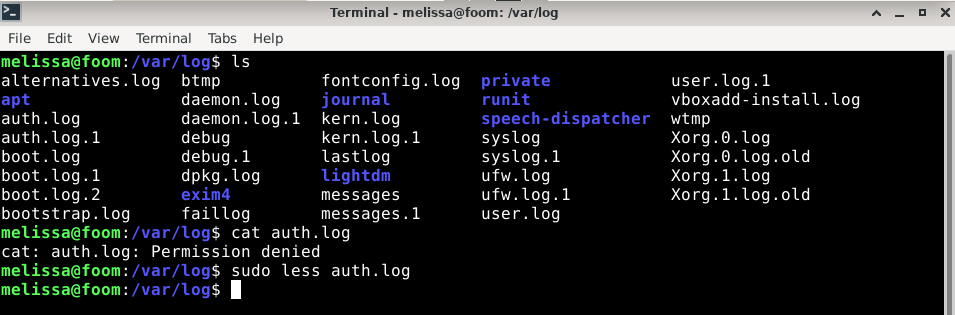 Terminal - melissa@foom: /var/log
File Edit View Terminal Tabs Help
melissa@foom:/var/log$ ls
alternatives.log btmp fontconfig.log private user.log.1
apt daemon.log journal runit vboxadd-install.log
auth.log daemon.log.1 kern.log speech-dispatcher wtmp
auth.log.1 debug kern.log.1 syslog Xorg.0.log
boot.log debug.1 lastlog syslog.1 Xorg.0.log.old
boot.log.1 dpkg.log lightdm ufw.log Xorg.1.log
boot.log.2 exim4 messages ufw.log.1 Xorg.1.log.old
bootstrap.log faillog messages.1 user.log
melissa@foom:/var/log$ cat auth.log
cat: auth.log: Permission denied
melissa@foom:/var/log$ sudo less auth.log
melissa@foom:/var/log$